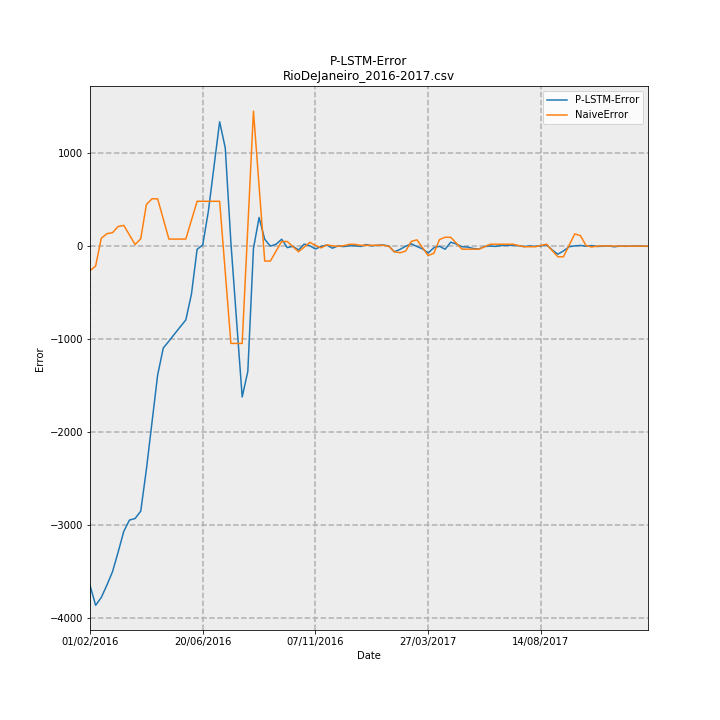 P-LSTM-Error
RioDeJaneiro_2016-2017.csv
P-LSTM-Error
NaiveError
1000
0
−1000
−2000
−3000
−4000
Error
01/02/2016
20/06/2016
07/11/2016
27/03/2017
14/08/2017
Date